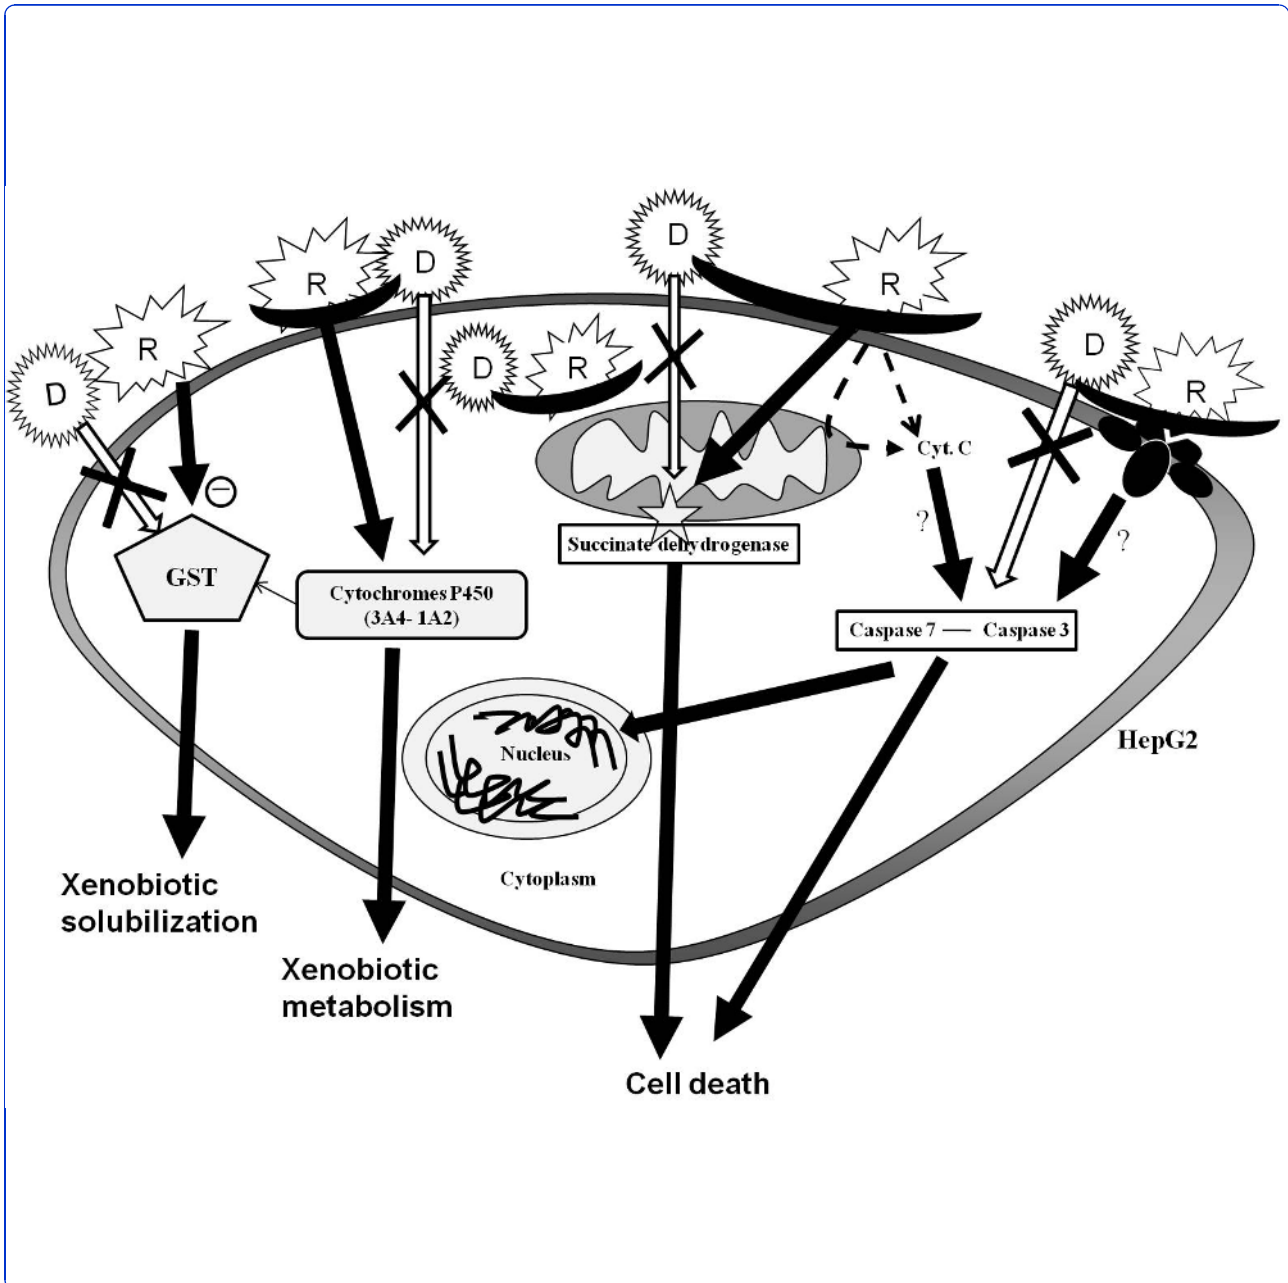 D
R
R
D
D
R
D
R
D
R
Cyt. C
?
?
GST
Cytochromes P450
(3A4- 1A2)
Succinate dehydrogenase
Caspase 7 — Caspase 3
Nucleus
HepG2
Cytoplasm
Xenobiotic
solubilization
Xenobiotic
metabolism
Cell death